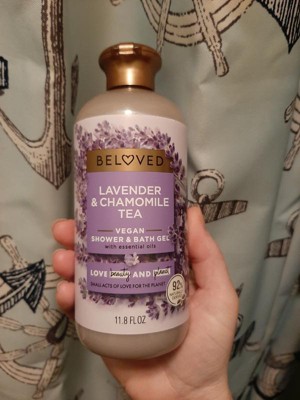 BELOVED
LAVENDER
& CHAMOMILE
TEA
VEGAN
SHOWER & BATH GEL
with essential oils
LOVE beauty AND planet
SMALL ACTS OF LOVE FOR THE PLANET
92%
11.8 FL OZ